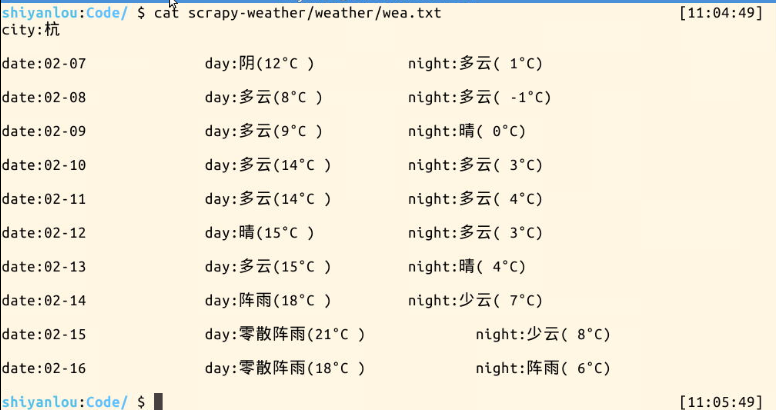 shiyanlou:Code/ $ cat scrapy-weather/weather/wea.txt [11:04:49]
city:杭
date:02-07 day:阴(12°C ) night:多云( 1°C)
date:02-08 day:多云(8°C ) night:多云( -1°C)
date:02-09 day:多云(9°C ) night:晴( 0°C)
date:02-10 day:多云(14°C ) night:多云( 3°C)
date:02-11 day:多云(14°C ) night:多云( 4°C)
date:02-12 day:晴(15°C ) night:多云( 3°C)
date:02-13 day:多云(15°C ) night:晴( 4°C)
date:02-14 day:阵雨(18°C ) night:少云( 7°C)
date:02-15 day:零散阵雨(21°C ) night:少云( 8°C)
date:02-16 day:零散阵雨(18°C ) night:阵雨( 6°C)
shiyanlou:Code/ $ [11:05:49]